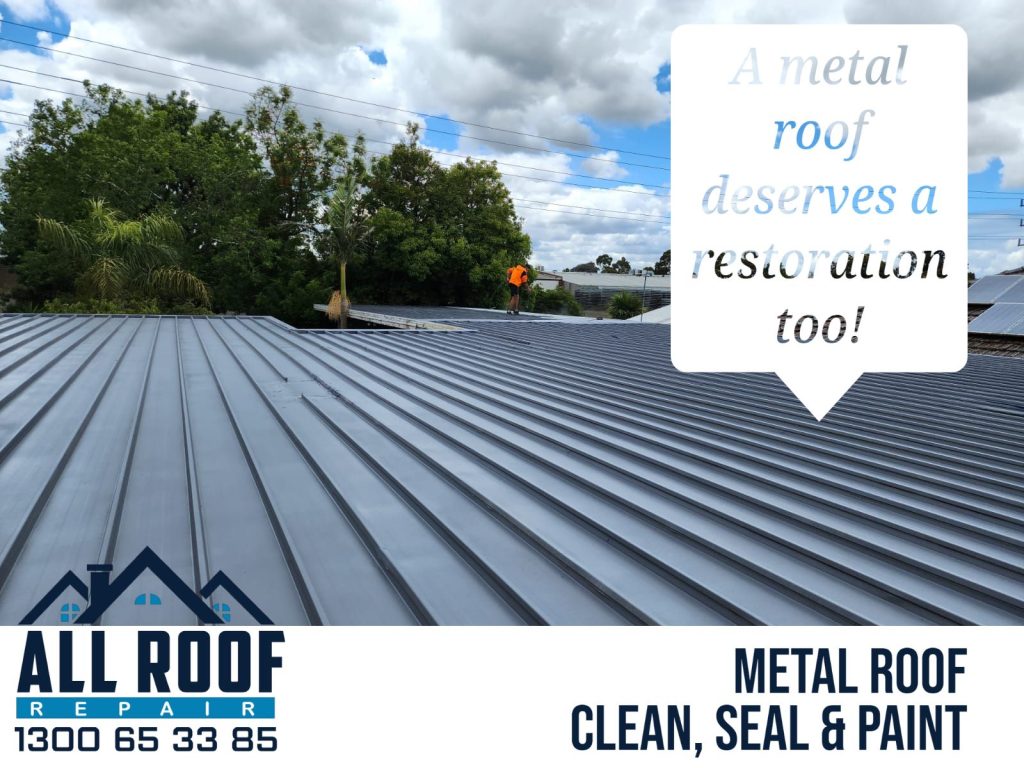 A metal
roof
deserves a
restoration
too!
ALL ROOF
REPAIR
1300 65 33 85
METAL ROOF
CLEAN, SEAL & PAINT